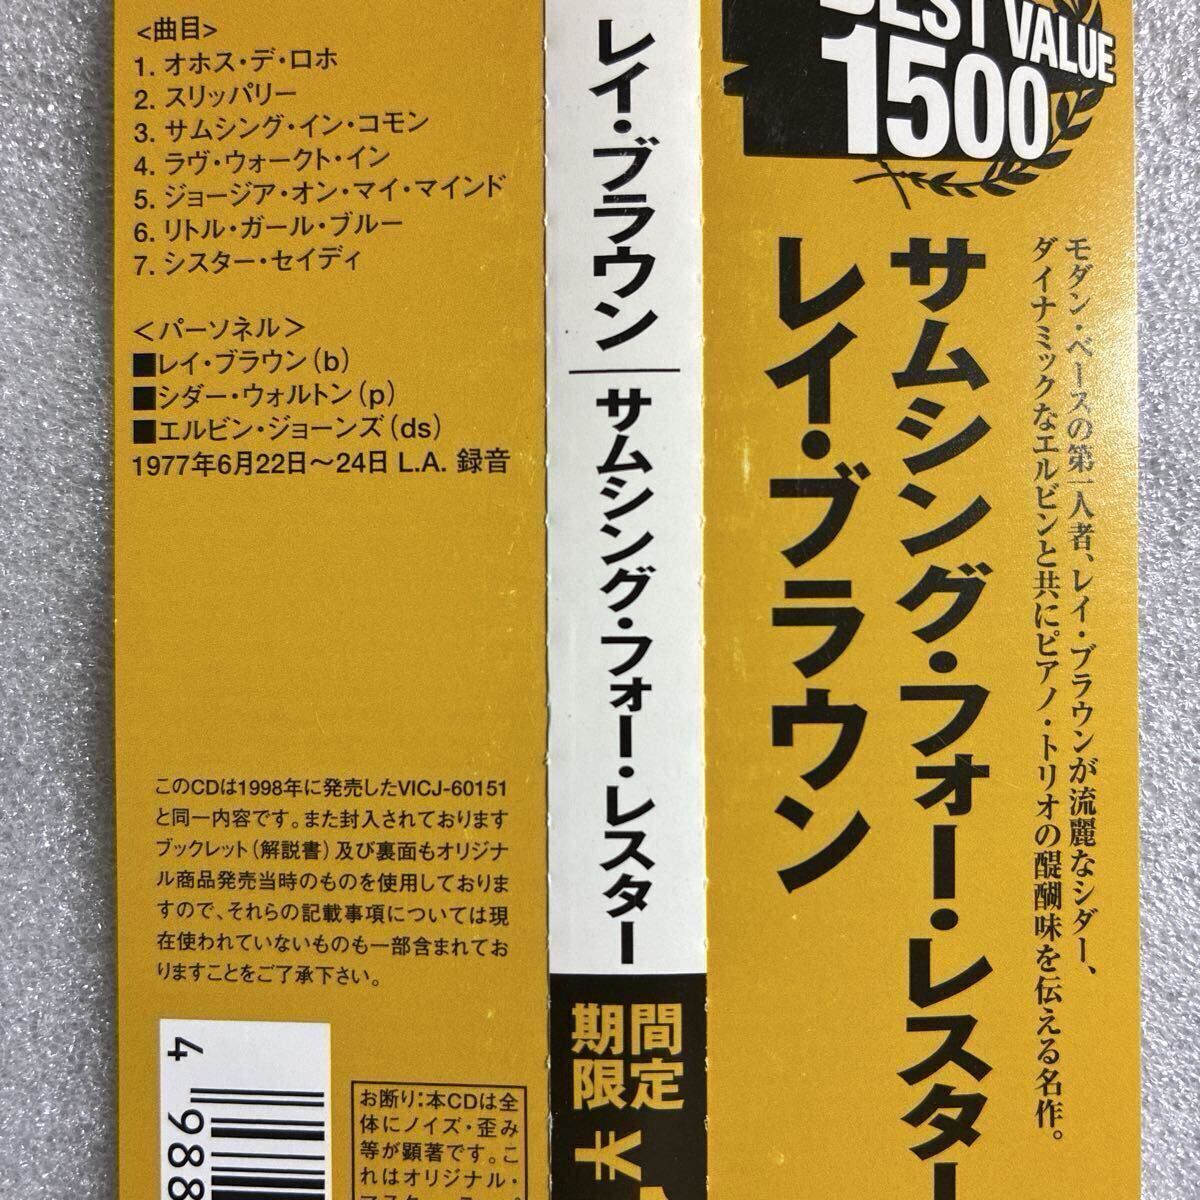 <曲目>
1. オホス・デ・ロホ
2. スリッパリー
3. サムシング・イン・コモン
4. ラヴ・ウォークト・イン
5. ジョージア・オン・マイ・マインド
6. リトル・ガール・ブルー
7. シスター・セイディ
＜パーソネル＞
■レイ・ブラウン(b)
■シダー・ウォルトン(p)
■エルビン・ジョーンズ(ds)
1977年6月22日〜24日 L.A. 録音
このCDは1998年に発売したVICJ-60151
と同一内容です。また封入されております
ブックレット(解説書)及び裏面もオリジナ
ル商品発売当時のものを使用しております
ますので、それらの記載事項については現
在使われていないものも一部含まれてお
りますことをご了承下さい。
4
988
お断り:本CDは全
体にノイズ・歪み
等が顕著です。こ
れはオリジナル・
レイ・ブラウン
サムシング・フォー・レスター
期間
限定
¥
BEST VALUE
1500
サムシング・フォー・レスター
レイ・ブラウン
モダン・ベースの第一人者、レイ・ブラウンが流麗なシダー、
ダイナミックなエルビンと共にピアノ・トリオの醍醐味を伝える名作。